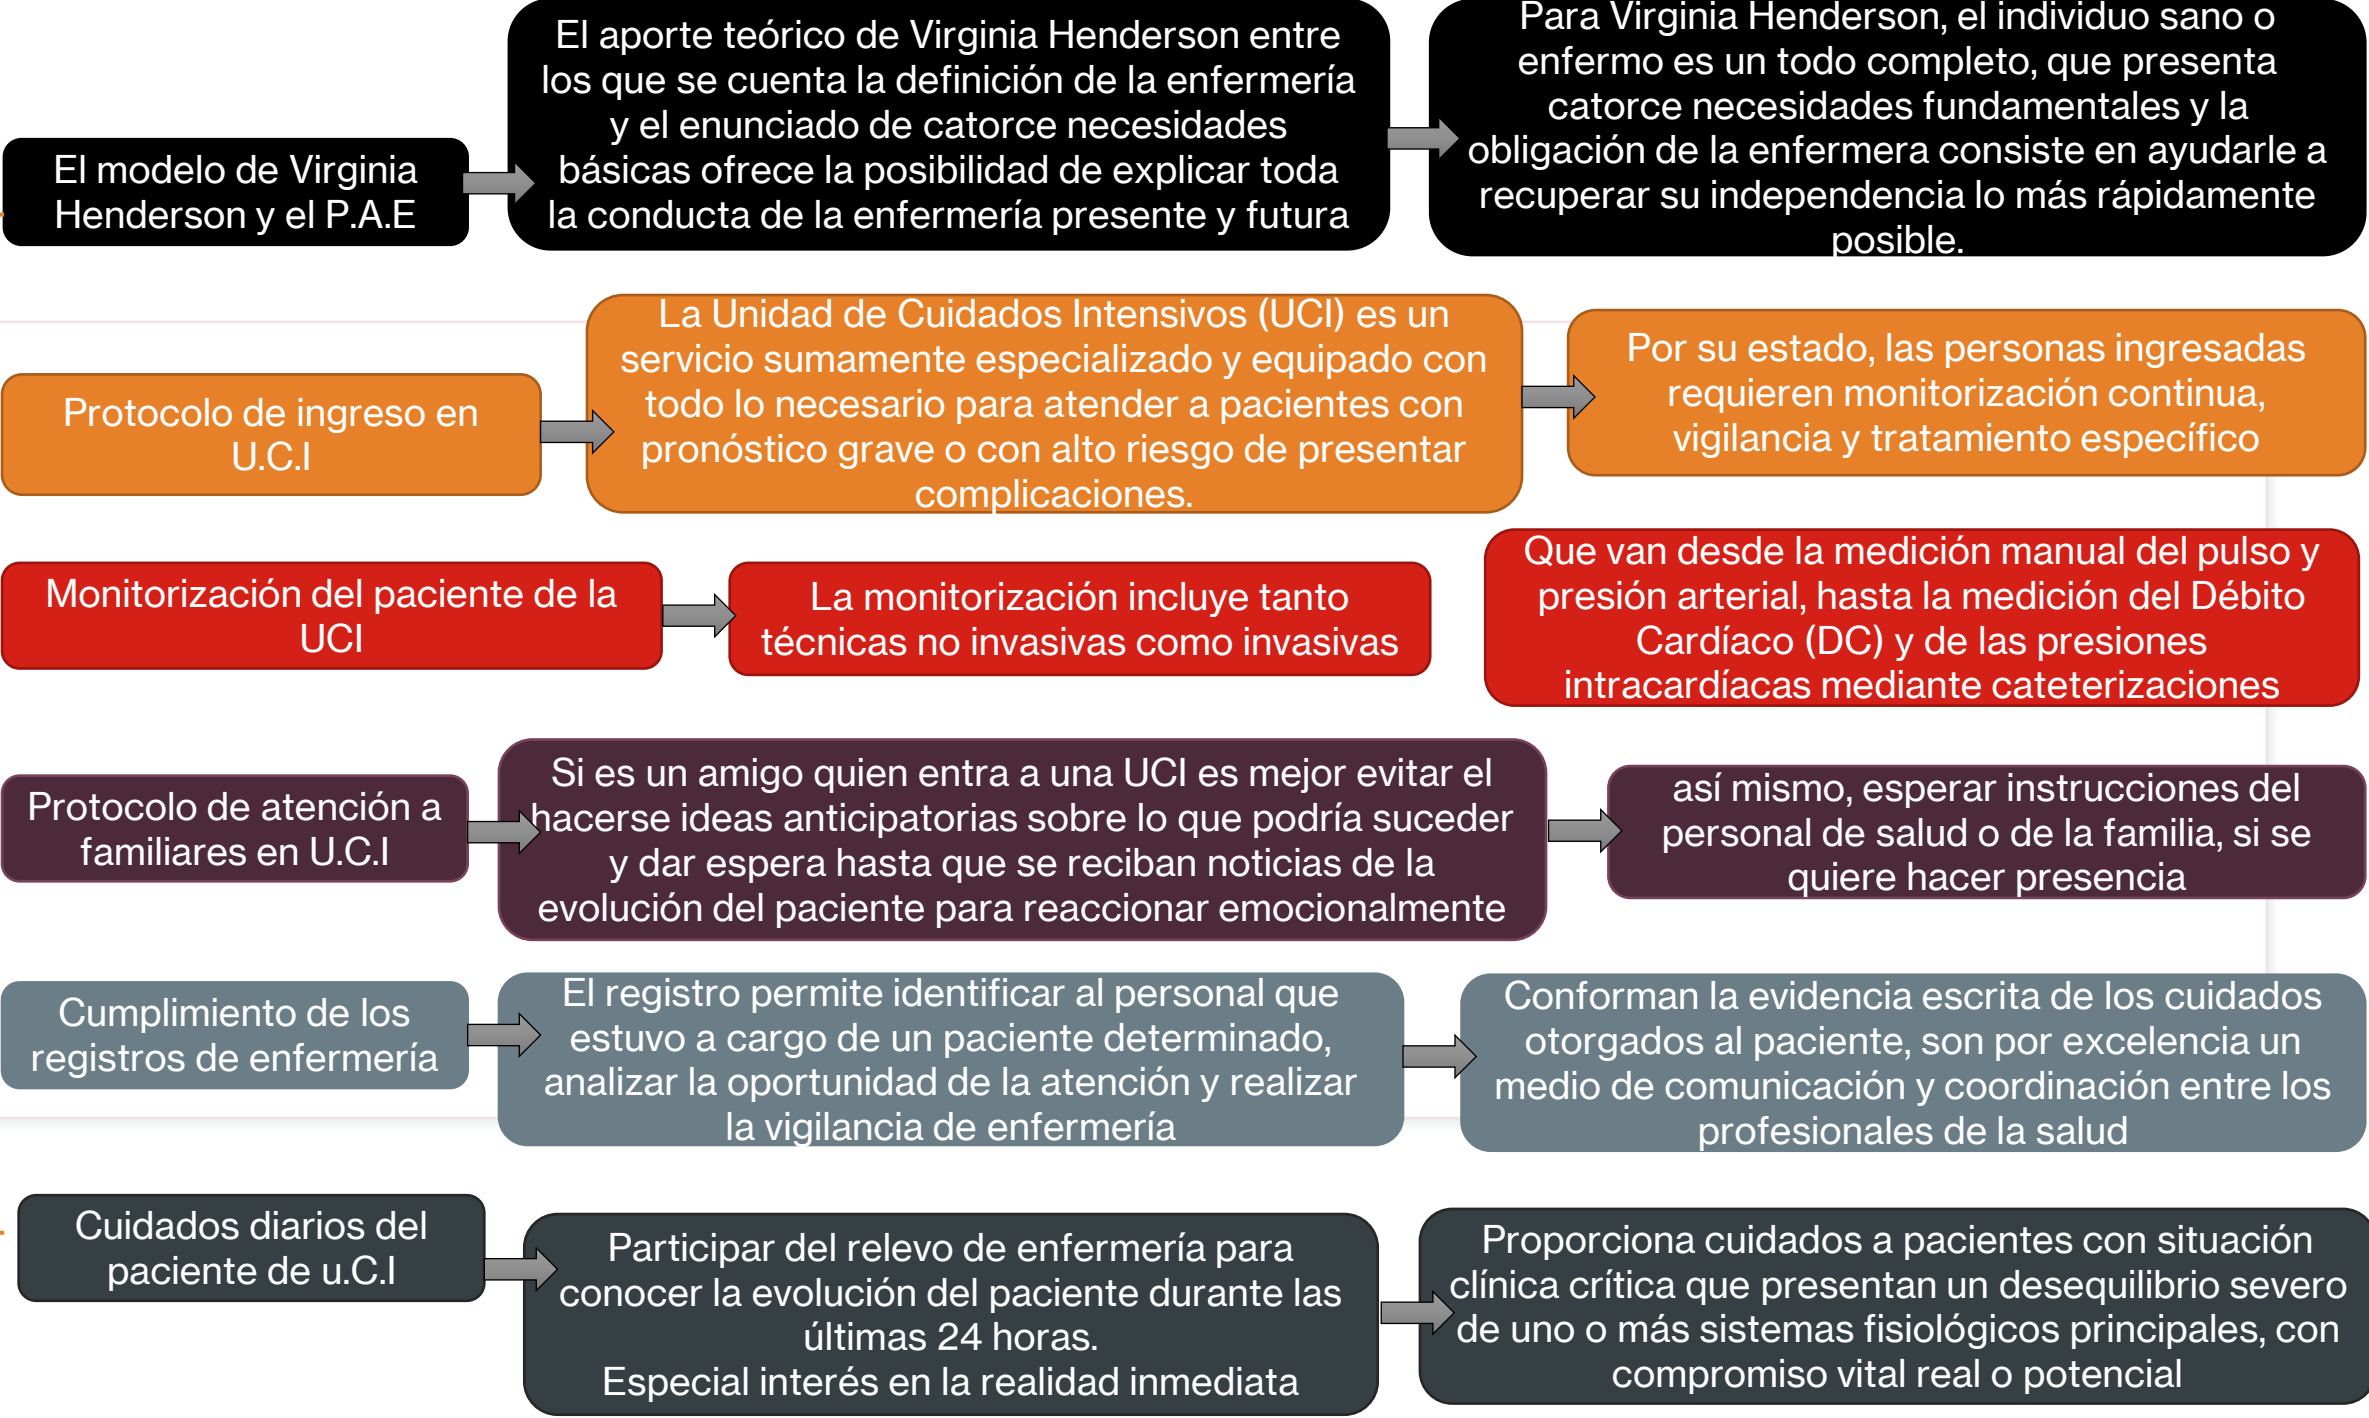 El modelo de Virginia
Henderson y el P.A.E
El aporte teórico de Virginia Henderson entre
los que se cuenta la definición de la enfermería
y el enunciado de catorce necesidades
básicas ofrece la posibilidad de explicar toda
la conducta de la enfermería presente y futura
Para Virginia Henderson, el individuo sano o
enfermo es un todo completo, que presenta
catorce necesidades fundamentales y la
obligación de la enfermera consiste en ayudarle a
recuperar su independencia lo más rápidamente
posible.
Protocolo de ingreso en
U.C.I
La Unidad de Cuidados Intensivos (UCI) es un
servicio sumamente especializado y equipado con
todo lo necesario para atender a pacientes con
pronóstico grave o con alto riesgo de presentar
complicaciones.
Por su estado, las personas ingresadas
requieren monitorización continua,
vigilancia y tratamiento específico
Monitorización del paciente de la
UCI
La monitorización incluye tanto
técnicas no invasivas como invasivas
Que van desde la medición manual del pulso y
presión arterial, hasta la medición del Débito
Cardíaco (DC) y de las presiones
intracardíacas mediante cateterizaciones
Protocolo de atención a
familiares en U.C.I
Si es un amigo quien entra a una UCI es mejor evitar el
hacerse ideas anticipatorias sobre lo que podría suceder
y dar espera hasta que se reciban noticias de la
evolución del paciente para reaccionar emocionalmente
así mismo, esperar instrucciones del
personal de salud o de la familia, si se
quiere hacer presencia
Cumplimiento de los
registros de enfermería
El registro permite identificar al personal que
estuvo a cargo de un paciente determinado,
analizar la oportunidad de la atención y realizar
la vigilancia de enfermería
Conforman la evidencia escrita de los cuidados
otorgados al paciente, son por excelencia un
medio de comunicación y coordinación entre los
profesionales de la salud
Cuidados diarios del
paciente de u.C.I
Participar del relevo de enfermería para
conocer la evolución del paciente durante las
últimas 24 horas.
Especial interés en la realidad inmediata
Proporciona cuidados a pacientes con situación
clínica crítica que presentan un desequilibrio severo
de uno o más sistemas fisiológicos principales, con
compromiso vital real o potencial